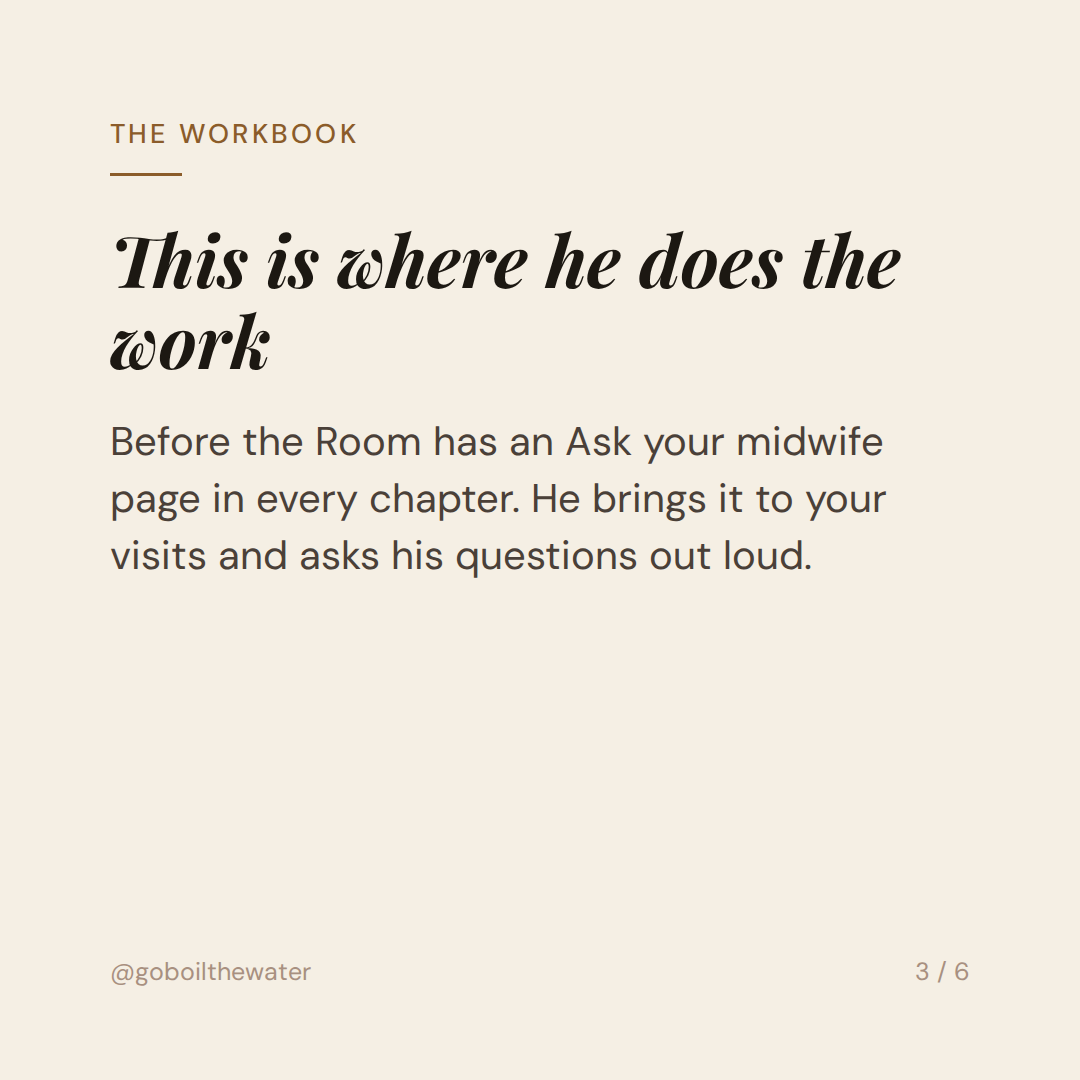 THE WORKBOOK
This is where he does the
work
Before the Room has an Ask your midwife
page in every chapter. He brings it to your
visits and asks his questions out loud.
@goboilthewater
3 / 6